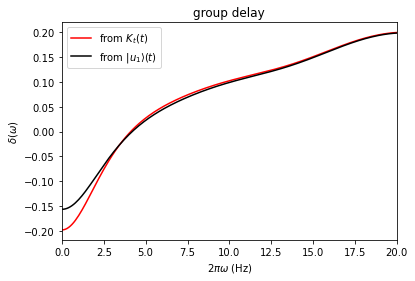 group delay
from K_t(t)
from |u_1⟩(t)
δ(ω)
0.20
0.15
0.10
0.05
0.00
−0.05
−0.10
−0.15
−0.20
0.0 2.5 5.0 7.5 10.0 12.5 15.0 17.5 20.0
2πω (Hz)